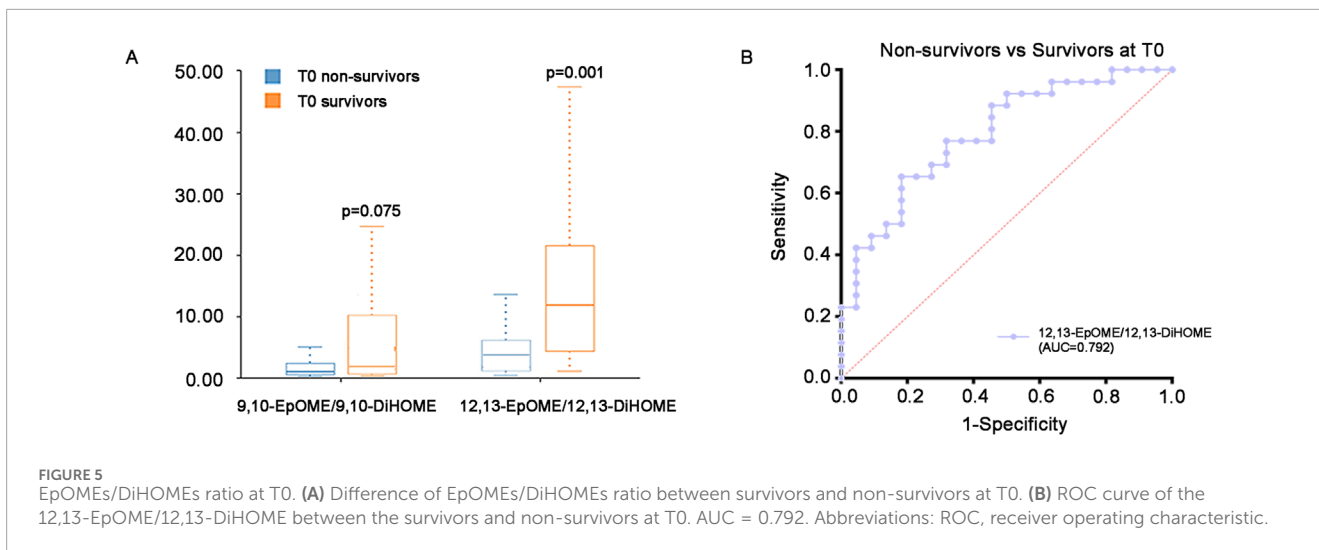 A
50.00
40.00
30.00
20.00
10.00
0.00
T0 non-survivors
T0 survivors
p=0.075
p=0.001
9,10-EpOME/9,10-DiHOME
12,13-EpOME/12,13-DiHOME
B
Non-survivors vs Survivors at T0
Sensitivity
1.0
0.8
0.6
0.4
0.2
0.0
0.0 0.2 0.4 0.6 0.8 1.0
1-Specificity
12,13-EpOME/12,13-DiHOME
(AUC=0.792)
FIGURE 5
EpOMEs/DiHOMEs ratio at T0. (A) Difference of EpOMEs/DiHOMEs ratio between survivors and non-survivors at T0. (B) ROC curve of the
12,13-EpOME/12,13-DiHOME between the survivors and non-survivors at T0. AUC = 0.792. Abbreviations: ROC, receiver operating characteristic.